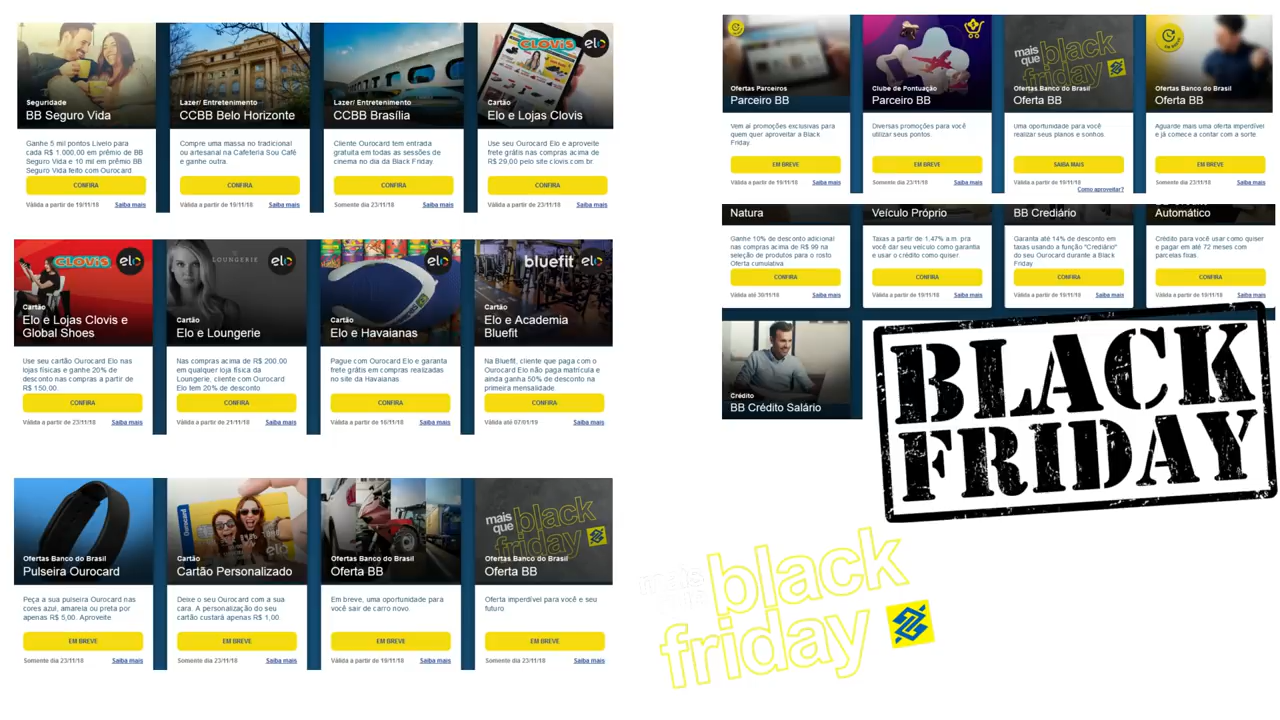 Seguridade
BB Seguro Vida
Ganhe 5 mil pontos Livelo para
cada R$ 1.000,00 em prêmio de BB
Seguro Vida e 10 mil em prêmio BB
Seguro Vida feito com Ourocard
CONFIRA
Válida a partir de 19/11/18 Saiba mais
Lazer/ Entretenimento
CCBB Belo Horizonte
Compre uma massa no tradicional
ou artesanal na Cafeteria Sou Café
e ganhe outra.
CONFIRA
Válida a partir de 19/11/18 Saiba mais
Lazer/ Entretenimento
CCBB Brasília
Cliente Ourocard tem entrada
gratuita em todas as sessões de
cinema no dia da Black Friday
CONFIRA
Somente dia 23/11/18 Saiba mais
CLOVIS
elo
Cartão
Elo e Lojas Clovis
Use seu Ourocard Elo e aproveite
frete grátis nas compras acima de
R$ 29,00 pelo site clovis.com.br
CONFIRA
Válida a partir de 23/11/18 Saiba mais
CLOVIS
elo
Cartão
Elo e Lojas Clovis e
Global Shoes
Use seu cartão Ourocard Elo nas
lojas físicas e ganhe 20% de
desconto nas compras a partir de
R$ 150,00
CONFIRA
Válida a partir de 23/11/18 Saiba mais
LOUNGERIE
elo
Cartão
Elo e Loungerie
Nas compras acima de R$ 200,00
em qualquer loja física da
Loungerie, cliente com Ourocard
Elo tem 20% de desconto
CONFIRA
Válida a partir de 21/11/18 Saiba mais
elo
Cartão
Elo e Havaianas
Pague com Ourocard Elo e garanta
frete grátis em compras realizadas
no site da Havaianas
CONFIRA
Válida a partir de 16/11/18 Saiba mais
bluefit elo
Cartão
Elo e Academia
Bluefit
Na Bluefit, cliente que paga com o
Ourocard Elo não paga matrícula e
ainda ganha 50% de desconto na
primeira mensalidade
CONFIRA
Válida até 07/01/19 Saiba mais
Ofertas Banco do Brasil
Pulseira Ourocard
Peça a sua pulseira Ourocard nas
cores azul, amarela ou preta por
apenas R$ 5,00. Aproveite
EM BREVE
Somente dia 23/11/18 Saiba mais
Ourocard
elo
Cartão
Cartão Personalizado
Deixe o seu Ourocard com a sua
cara. A personalização do seu
cartão custará apenas R$ 1,00.
EM BREVE
Somente dia 23/11/18 Saiba mais
Ofertas Banco do Brasil
Oferta BB
Em breve, uma oportunidade para
você sair de carro novo.
EM BREVE
Válida a partir de 19/11/18 Saiba mais
mais que black friday
Ofertas Banco do Brasil
Oferta BB
Oferta imperdível para você e seu
futuro
EM BREVE
Somente dia 23/11/18 Saiba mais
Ofertas Parceiros
Parceiro BB
Vem aí promoções exclusivas para
quem quer aproveitar a Black
Friday.
EM BREVE
Válida a partir de 19/11/18 Saiba mais
Clube de Pontuação
Parceiro BB
Diversas promoções para você
utilizar seus pontos.
EM BREVE
Somente dia 23/11/18 Saiba mais
mais que black friday
Ofertas Banco do Brasil
Oferta BB
Uma oportunidade para você
realizar seus planos e sonhos.
SAIBA MAIS
Válida a partir de 19/11/18
Como aproveitar?
Ofertas Banco do Brasil
Oferta BB
Aguarde mais uma oferta imperdível
e já comece a contar com a sorte
EM BREVE
Somente dia 23/11/18 Saiba mais
Natura
Ganhe 10% de desconto adicional
nas compras acima de R$ 99 na
seleção de produtos para o rosto
Oferta cumulativa
CONFIRA
Válida até 30/11/18 Saiba mais
Veículo Próprio
Taxas a partir de 1,47% a.m. pra
você dar seu veículo como garantia
e usar o crédito como quiser.
CONFIRA
Válida a partir de 19/11/18 Saiba mais
BB Crediário
Garanta até 14% de desconto em
taxas usando a função "Crediário"
do seu Ourocard durante a Black
Friday
CONFIRA
Válida a partir de 19/11/18 Saiba mais
Automático
Crédito para você usar como quiser
e pagar em até 72 meses com
parcelas fixas.
CONFIRA
Válida a partir de 19/11/18 Saiba mais
Crédito
BB Crédito Salário
BLACK
FRIDAY
mais
black
friday